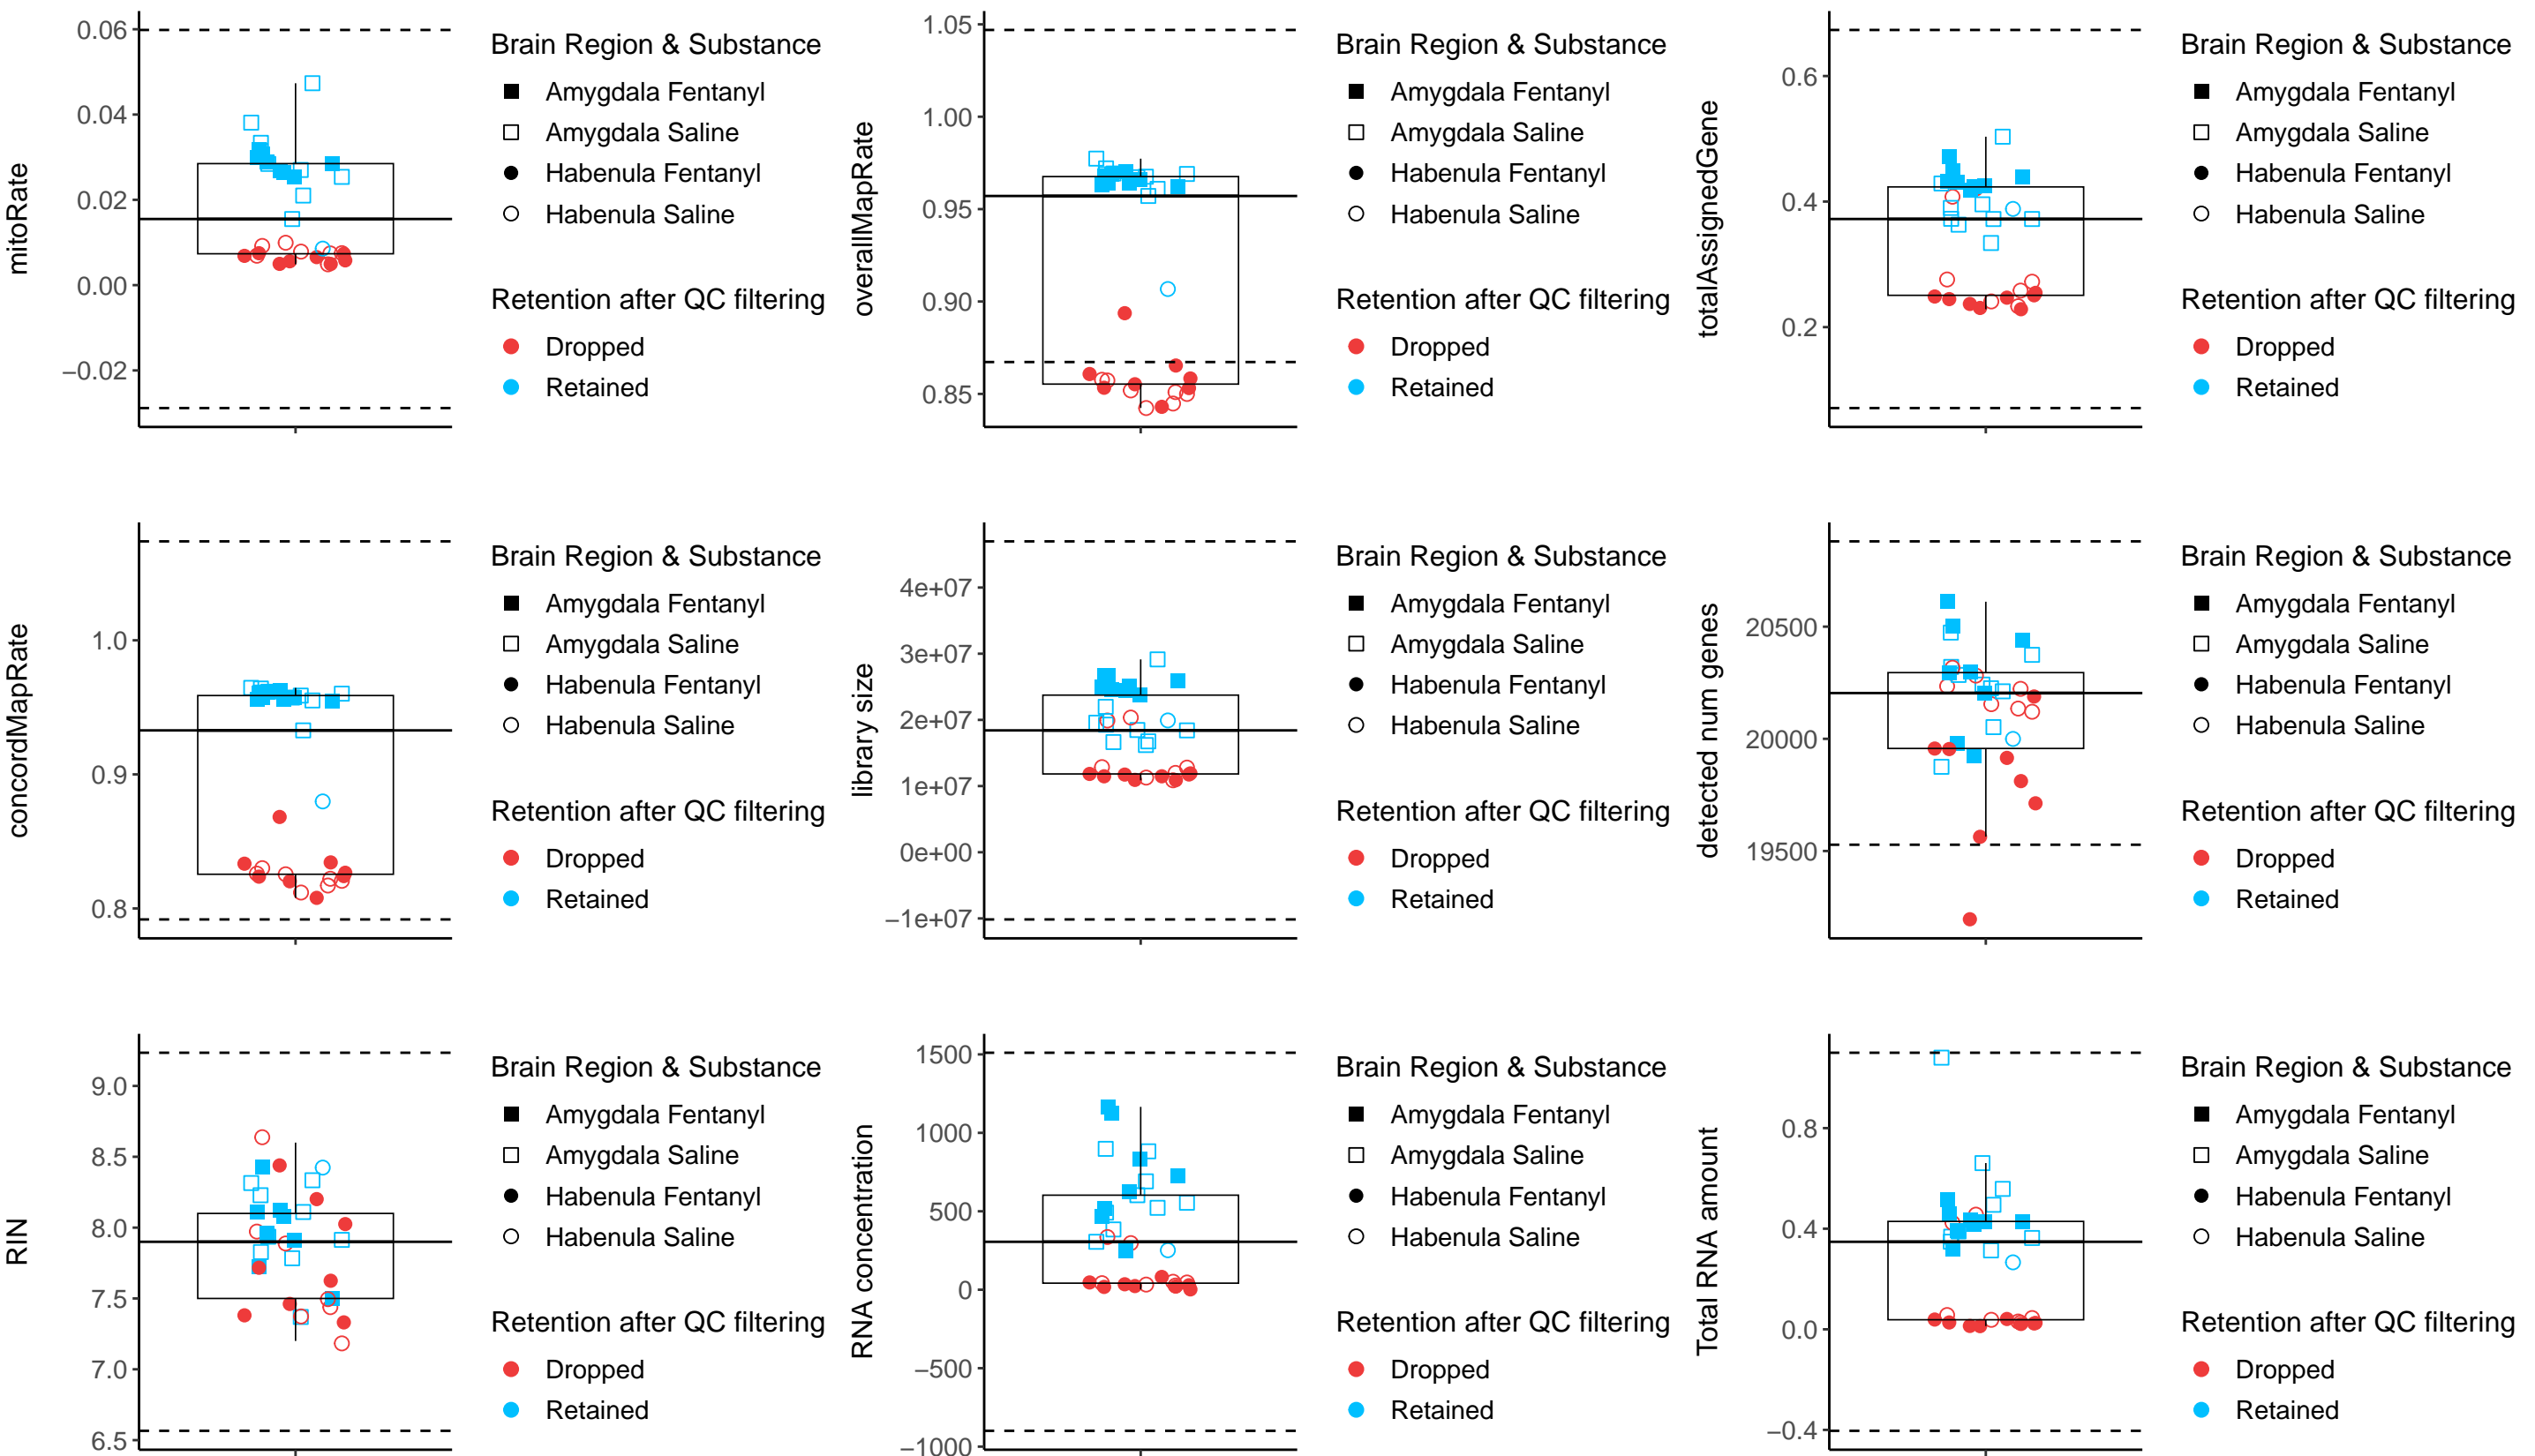 mitoRate
0.06
0.04
0.02
0.00
−0.02
Brain Region & Substance
Amygdala Fentanyl
Amygdala Saline
Habenula Fentanyl
Habenula Saline
Retention after QC filtering
Dropped
Retained
overallMapRate
1.05
1.00
0.95
0.90
0.85
Brain Region & Substance
Amygdala Fentanyl
Amygdala Saline
Habenula Fentanyl
Habenula Saline
Retention after QC filtering
Dropped
Retained
totalAssignedGene
0.6
0.4
0.2
Brain Region & Substance
Amygdala Fentanyl
Amygdala Saline
Habenula Fentanyl
Habenula Saline
Retention after QC filtering
Dropped
Retained
concordMapRate
1.0
0.9
0.8
Brain Region & Substance
Amygdala Fentanyl
Amygdala Saline
Habenula Fentanyl
Habenula Saline
Retention after QC filtering
Dropped
Retained
library size
4e+07
3e+07
2e+07
1e+07
0e+00
−1e+07
Brain Region & Substance
Amygdala Fentanyl
Amygdala Saline
Habenula Fentanyl
Habenula Saline
Retention after QC filtering
Dropped
Retained
detected num genes
20500
20000
19500
Brain Region & Substance
Amygdala Fentanyl
Amygdala Saline
Habenula Fentanyl
Habenula Saline
Retention after QC filtering
Dropped
Retained
RIN
9.0
8.5
8.0
7.5
7.0
6.5
Brain Region & Substance
Amygdala Fentanyl
Amygdala Saline
Habenula Fentanyl
Habenula Saline
Retention after QC filtering
Dropped
Retained
RNA concentration
1500
1000
500
0
−500
−1000
Brain Region & Substance
Amygdala Fentanyl
Amygdala Saline
Habenula Fentanyl
Habenula Saline
Retention after QC filtering
Dropped
Retained
Total RNA amount
0.8
0.4
0.0
−0.4
Brain Region & Substance
Amygdala Fentanyl
Amygdala Saline
Habenula Fentanyl
Habenula Saline
Retention after QC filtering
Dropped
Retained